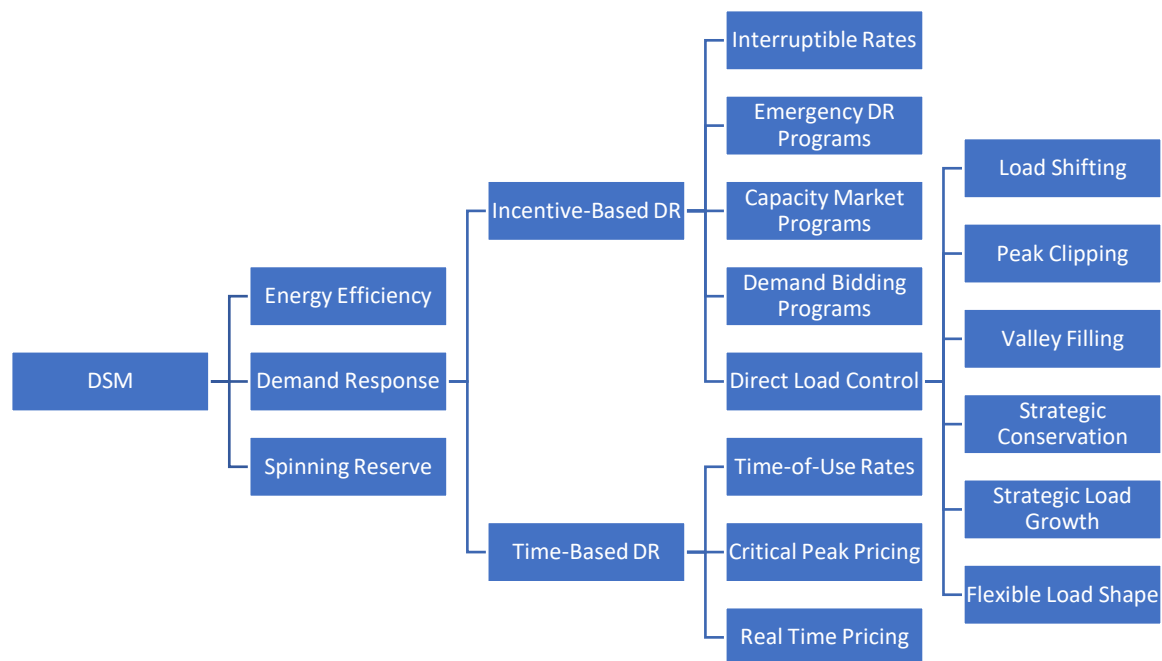 DSM
Energy Efficiency
Demand Response
Spinning Reserve
Incentive-Based DR
Time-Based DR
Interruptible Rates
Emergency DR
Programs
Capacity Market
Programs
Demand Bidding
Programs
Direct Load Control
Time-of-Use Rates
Critical Peak Pricing
Real Time Pricing
Load Shifting
Peak Clipping
Valley Filling
Strategic
Conservation
Strategic Load
Growth
Flexible Load Shape